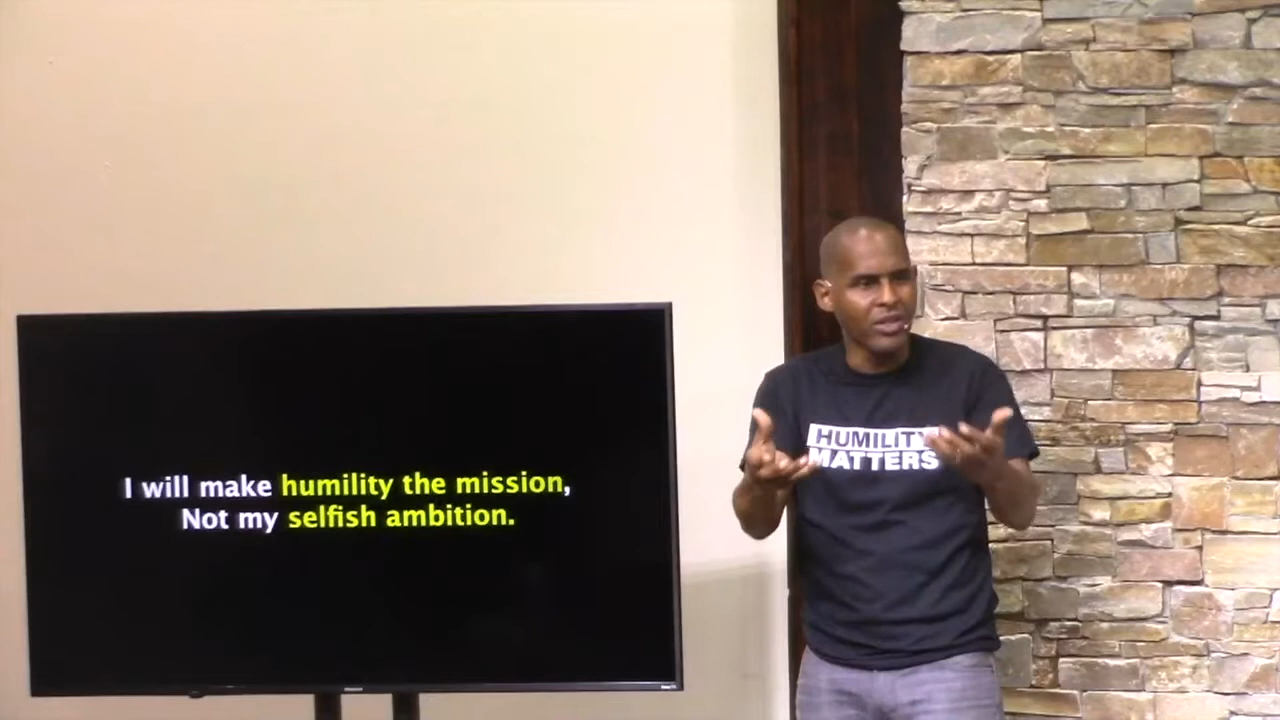 I will make humility the mission,
Not my selfish ambition.
HUMILITY
MATTERS